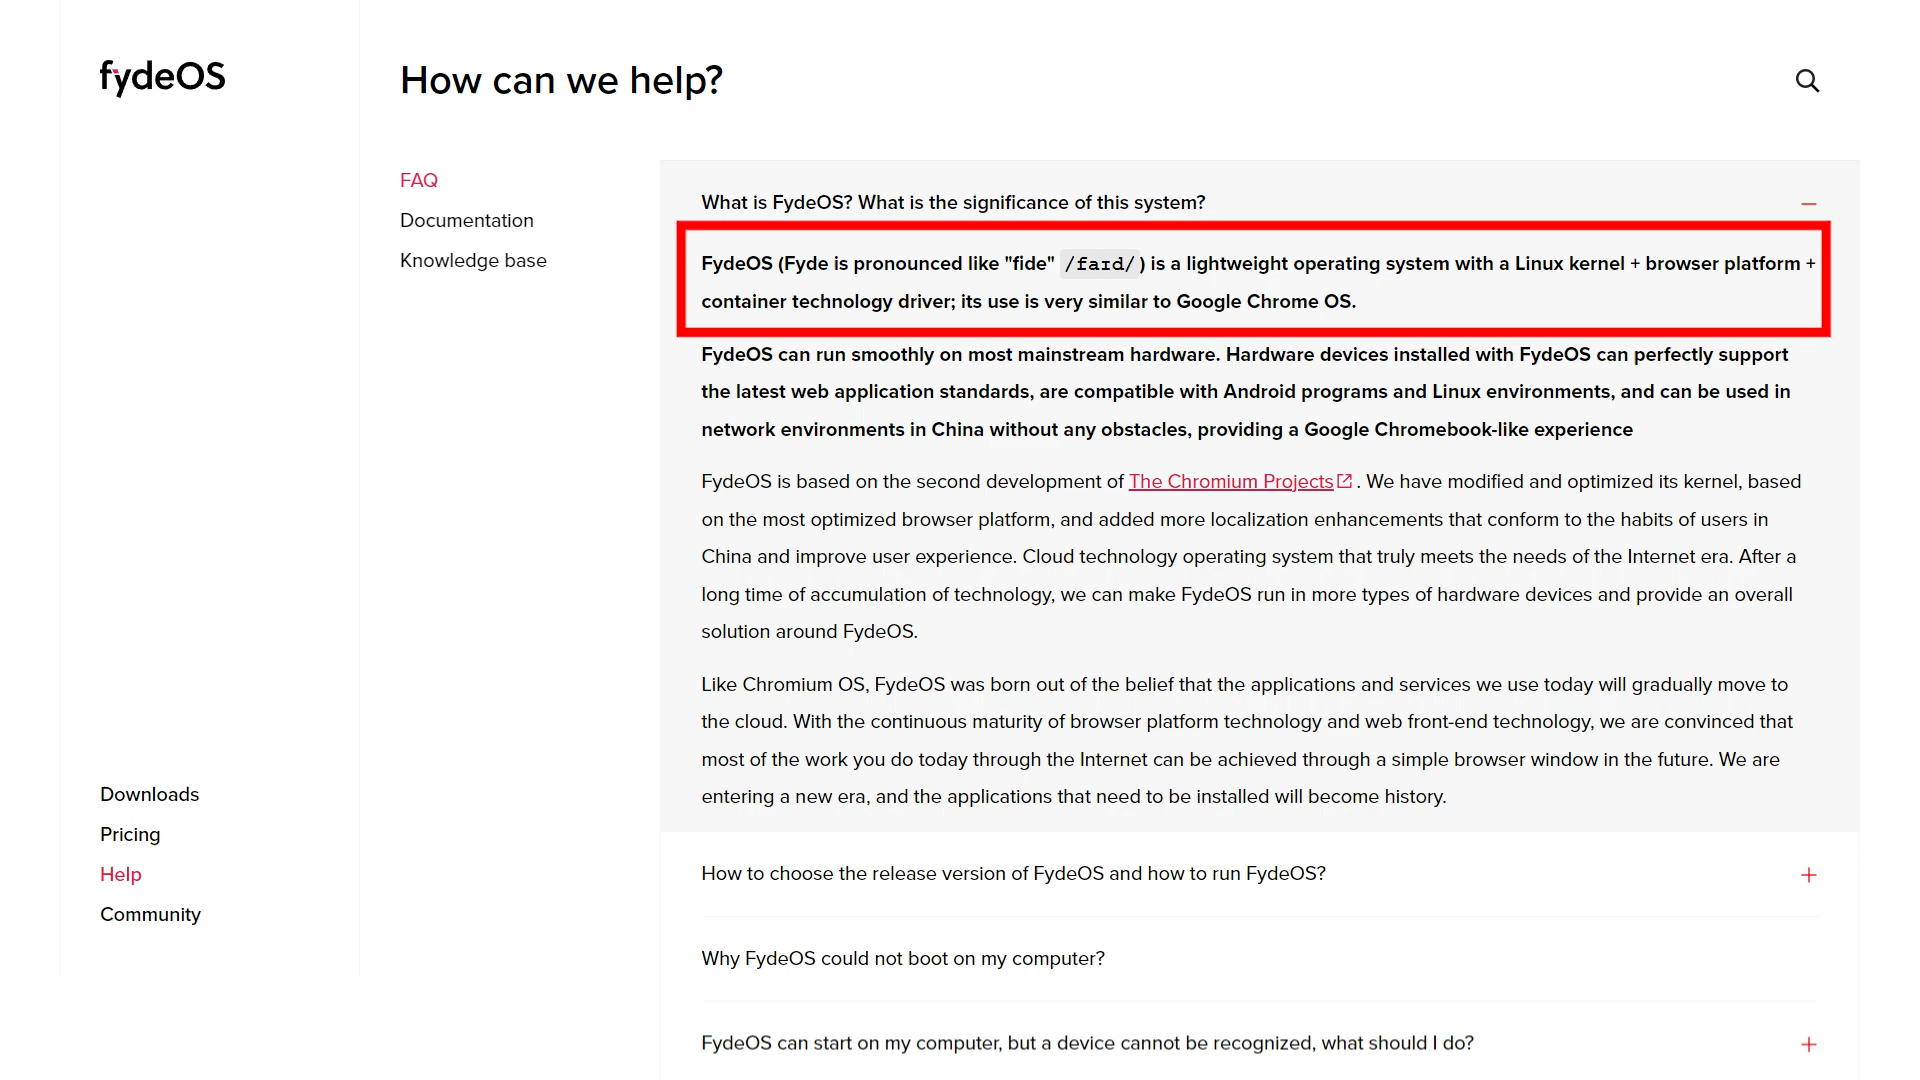 fydeOS
How can we help?
FAQ
Documentation
Knowledge base
What is FydeOS? What is the significance of this system?
FydeOS (Fyde is pronounced like "fide" /faɪd/) is a lightweight operating system with a Linux kernel + browser platform +
container technology driver; its use is very similar to Google Chrome OS.
FydeOS can run smoothly on most mainstream hardware. Hardware devices installed with FydeOS can perfectly support
the latest web application standards, are compatible with Android programs and Linux environments, and can be used in
network environments in China without any obstacles, providing a Google Chromebook-like experience
FydeOS is based on the second development of The Chromium Projects. We have modified and optimized its kernel, based
on the most optimized browser platform, and added more localization enhancements that conform to the habits of users in
China and improve user experience. Cloud technology operating system that truly meets the needs of the Internet era. After a
long time of accumulation of technology, we can make FydeOS run in more types of hardware devices and provide an overall
solution around FydeOS.
Like Chromium OS, FydeOS was born out of the belief that the applications and services we use today will gradually move to
the cloud. With the continuous maturity of browser platform technology and web front-end technology, we are convinced that
most of the work you do today through the Internet can be achieved through a simple browser window in the future. We are
entering a new era, and the applications that need to be installed will become history.
How to choose the release version of FydeOS and how to run FydeOS?
Why FydeOS could not boot on my computer?
FydeOS can start on my computer, but a device cannot be recognized, what should I do?
Downloads
Pricing
Help
Community